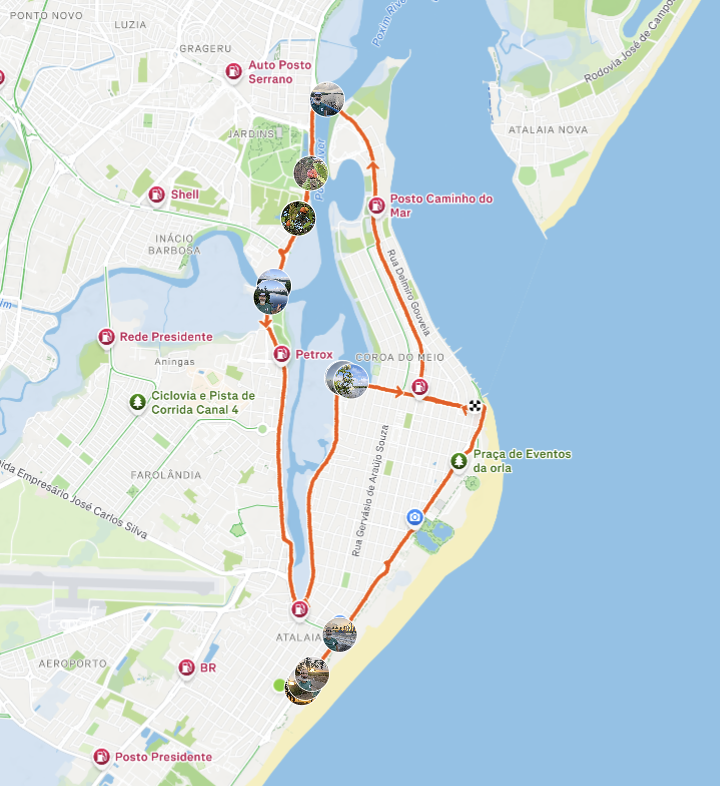 PONTO NOVO
LUZIA
Poxim River
GRAGERU
Auto Posto
Serrano
Rodovia José de Campos
JARDINS
ATALAIA NOVA
River
Shell
Posto Caminho do
Mar
INÁCIO
BARBOSA
Rua Delmiro Gouveia
Rede Presidente
Petrox
COROA DO MEIO
Aningas
Ciclovia e Pista de
Corrida Canal 4
Praça de Eventos
da orla
FAROLÂNDIA
Rua Gervásio de Araújo Souza
Empresário José Carlos Silva
ATALAIA
AEROPORTO
BR
Posto Presidente